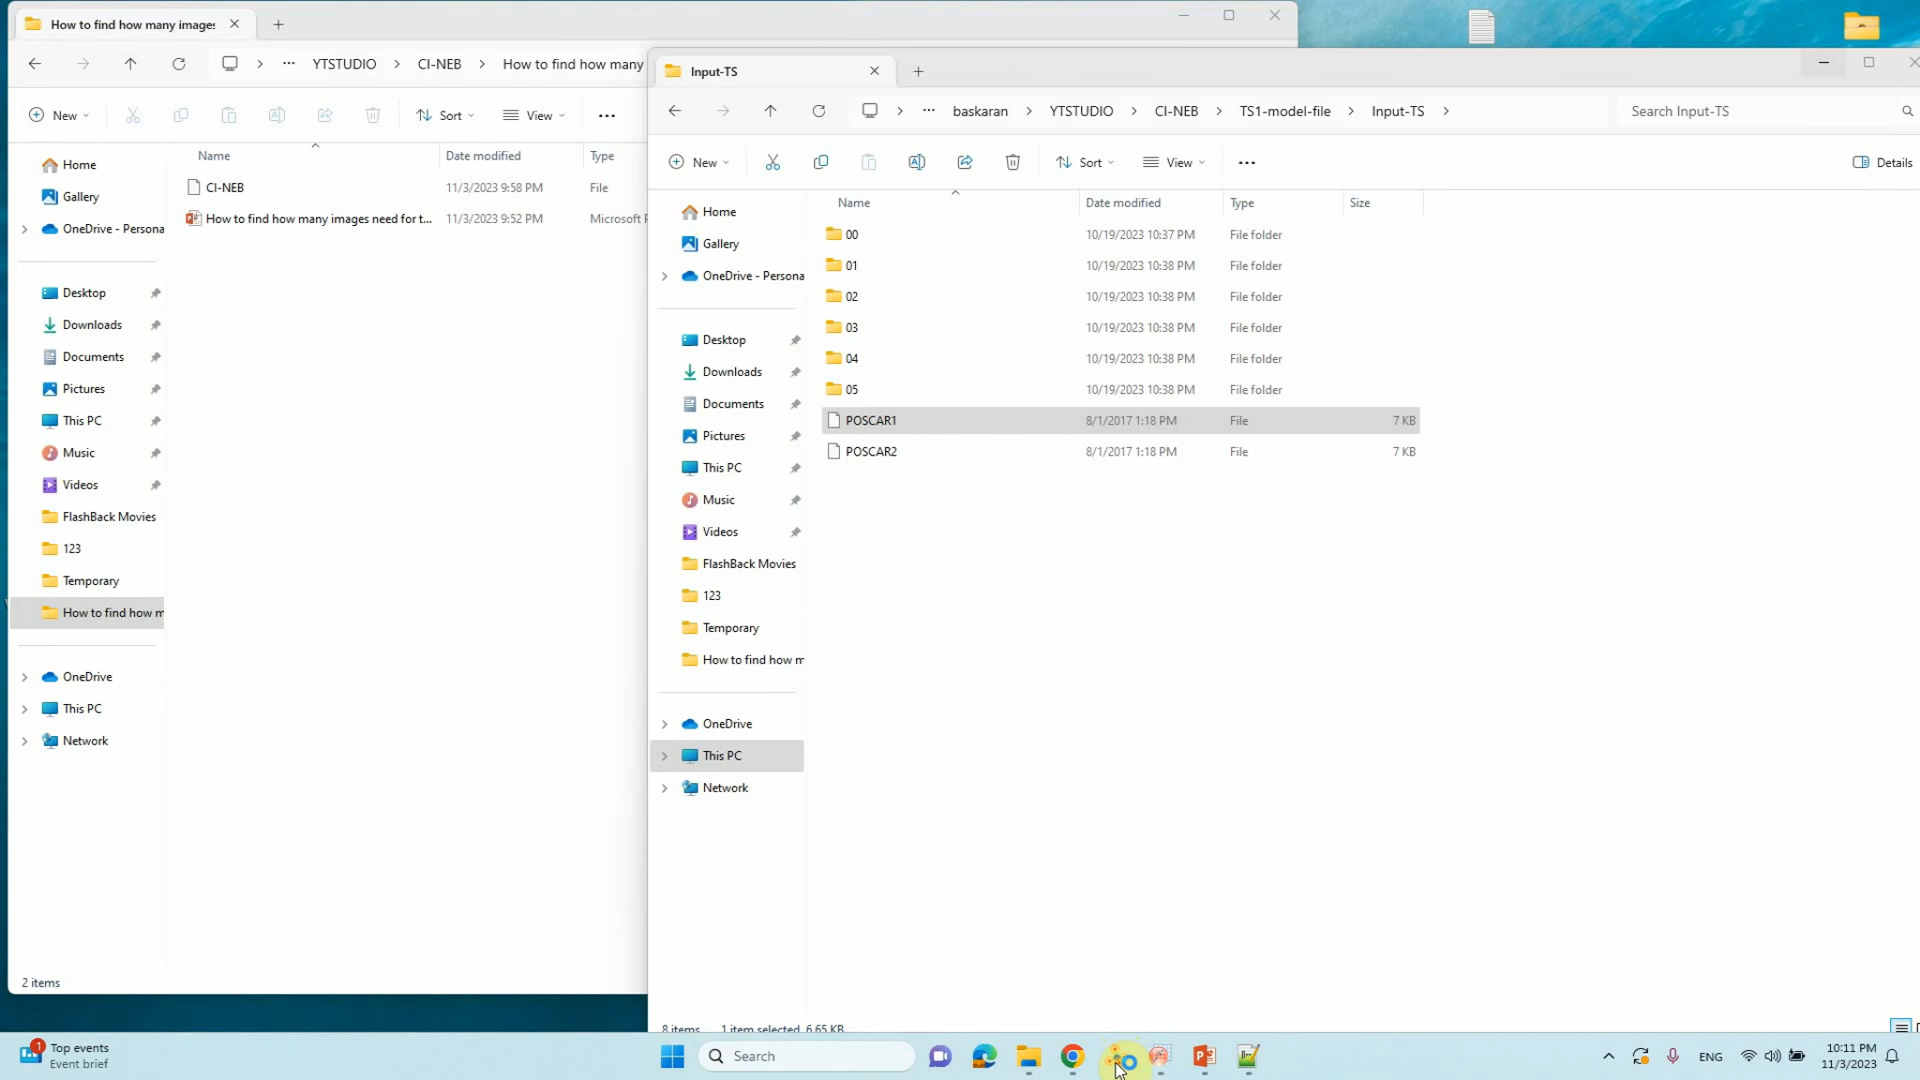 How to find how many images
YTSTUDIO
CI-NEB
How to find how many
New
Sort
View
Name
Date modified
Type
CI-NEB
11/3/2023 9:58 PM
File
How to find how many images need for t...
11/3/2023 9:52 PM
Microsoft P
Home
Gallery
OneDrive - Persona
Desktop
Downloads
Documents
Pictures
This PC
Music
Videos
FlashBack Movies
123
Temporary
How to find how m
OneDrive
This PC
Network
2 items
Input-TS
baskaran
YTSTUDIO
CI-NEB
TS1-model-file
Input-TS
Search Input-TS
New
Sort
View
Details
Home
Gallery
OneDrive - Persona
Desktop
Downloads
Documents
Pictures
This PC
Music
Videos
FlashBack Movies
123
Temporary
How to find how m
OneDrive
This PC
Network
Name
Date modified
Type
Size
00
10/19/2023 10:37 PM
File folder
01
10/19/2023 10:38 PM
File folder
02
10/19/2023 10:38 PM
File folder
03
10/19/2023 10:38 PM
File folder
04
10/19/2023 10:38 PM
File folder
05
10/19/2023 10:38 PM
File folder
POSCAR1
8/1/2017 1:18 PM
File
7 KB
POSCAR2
8/1/2017 1:18 PM
File
7 KB
8 items
1 item selected 6.65 KB
1
Top events
Event brief
Search
ENG
10:11 PM
11/3/2023